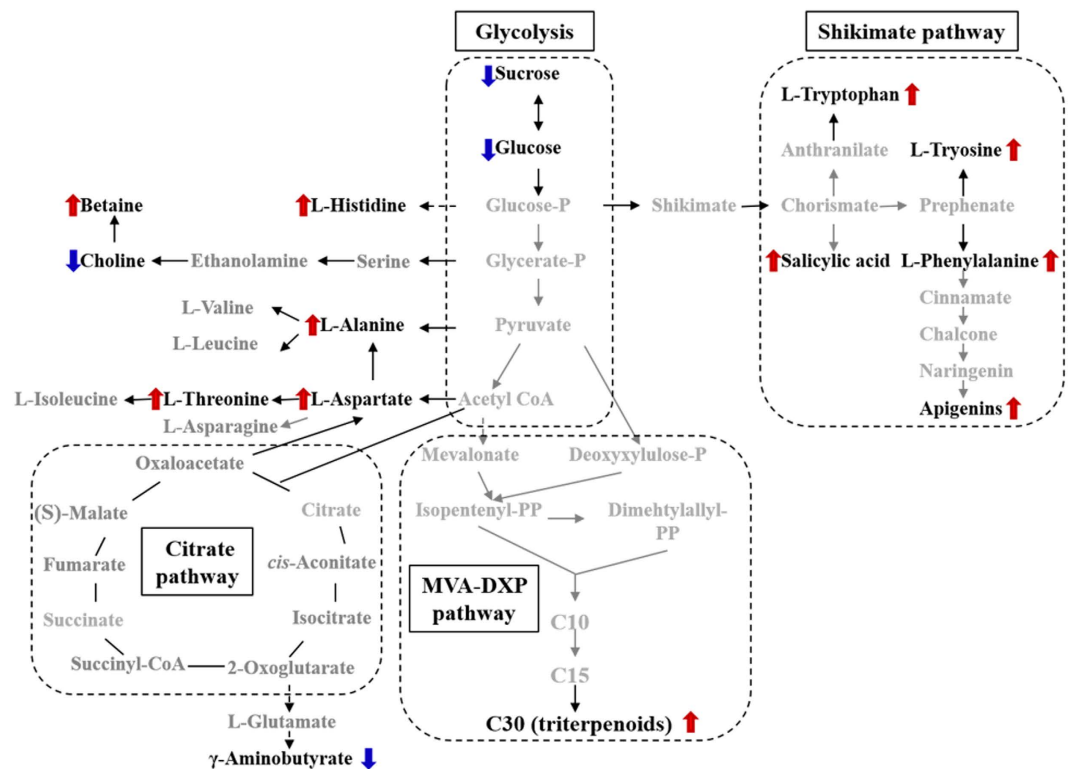 Glycolysis
Shikimate pathway
Sucrose
L-Tryptophan
Glucose
Anthranilate
L-Tryosine
Betaine
L-Histidine
Glucose-P
Shikimate
Chorismate
Prephenate
Choline
Ethanolamine
Serine
Glycerate-P
Salicylic acid
L-Phenylalanine
L-Valine
Cinnamate
L-Alanine
Pyruvate
L-Leucine
Chalcone
Naringenin
L-Isoleucine
L-Threonine
L-Aspartate
Acetyl CoA
Apigenins
L-Asparagine
Oxaloacetate
Mevalonate
Deoxyxylulose-P
(S)-Malate
Citrate
Isopentenyl-PP
Dimehtylallyl-
PP
Citrate
pathway
Fumarate
cis-Aconitate
MVA-DXP
pathway
Succinate
Isocitrate
C10
Succinyl-CoA
2-Oxoglutarate
C15
L-Glutamate
C30 (triterpenoids)
γ-Aminobutyrate